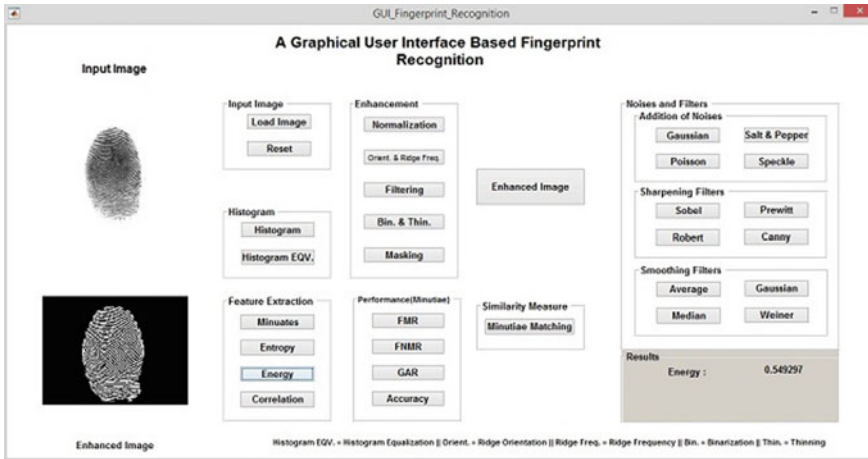 GUI_Fingerprint_Recognition
A Graphical User Interface Based Fingerprint
Recognition
Input Image
Input Image
Load Image
Reset
Histogram
Histogram
Histogram EQV.
Feature Extraction
Minuates
Entropy
Energy
Correlation
Enhancement
Normalization
Orient. & Ridge Freq.
Filtering
Bin. & Thin.
Masking
Performance(Minutiae)
FMR
FNMR
GAR
Accuracy
Enhanced Image
Similarity Measure
Minutiae Matching
Noises and Filters
Addition of Noises
Gaussian Salt & Pepper
Poisson Speckle
Sharpening Filters
Sobel Prewitt
Robert Canny
Smoothing Filters
Average Gaussian
Median Weiner
Results
Energy : 0.549297
Enhanced Image
Histogram EQV. = Histogram Equalization || Orient. = Ridge Orientation || Ridge Freq. = Ridge Frequency || Bin. = Binarization || Thin. = Thinning